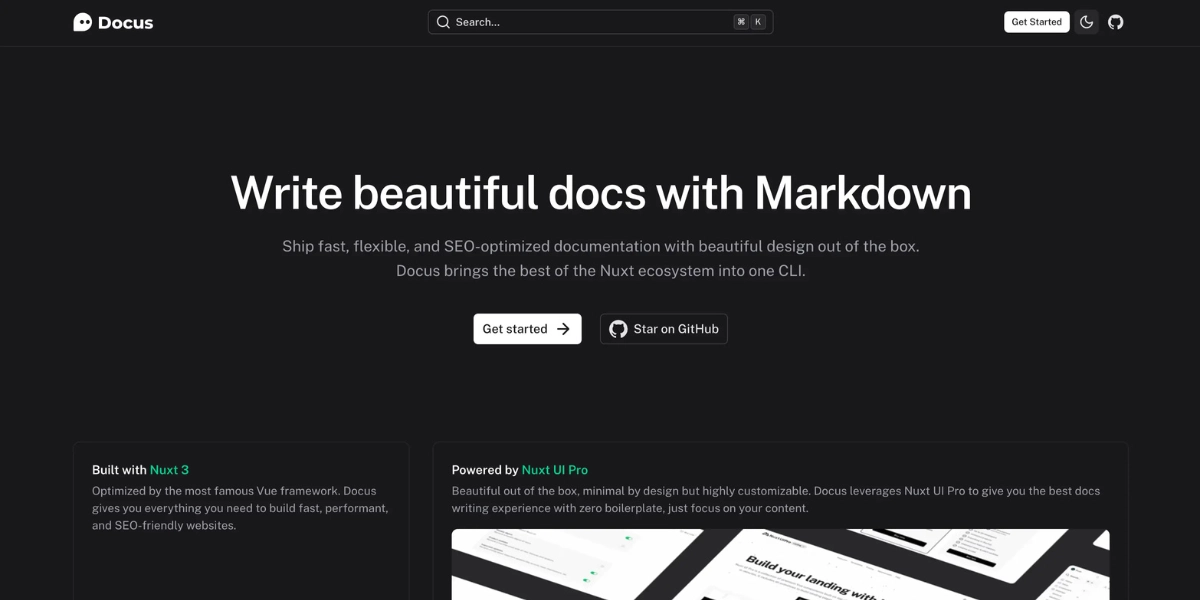 Docus
Search...
⌘ K
Get Started
Write beautiful docs with Markdown
Ship fast, flexible, and SEO-optimized documentation with beautiful design out of the box.
Docus brings the best of the Nuxt ecosystem into one CLI.
Get started
Star on GitHub
Built with Nuxt 3
Optimized by the most famous Vue framework. Docus
gives you everything you need to build fast, performant,
and SEO-friendly websites.
Powered by Nuxt UI Pro
Beautiful out of the box, minimal by design but highly customizable. Docus leverages Nuxt UI Pro to give you the best docs
writing experience with zero boilerplate, just focus on your content.
Build your landing with